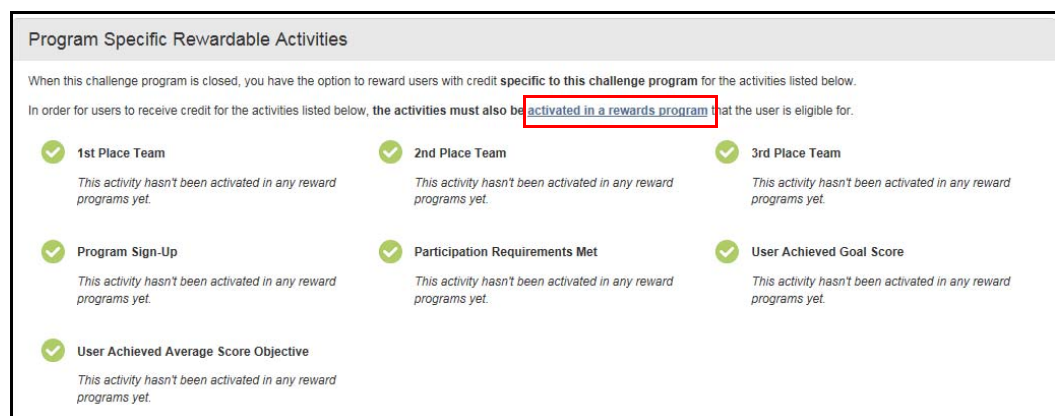 Program Specific Rewardable Activities
When this challenge program is closed, you have the option to reward users with credit specific to this challenge program for the activities listed below.
In order for users to receive credit for the activities listed below, the activities must also be activated in a rewards program that the user is eligible for.
1st Place Team
This activity hasn't been activated in any reward
programs yet.
2nd Place Team
This activity hasn't been activated in any reward
programs yet.
3rd Place Team
This activity hasn't been activated in any reward
programs yet.
Program Sign-Up
This activity hasn't been activated in any reward
programs yet.
Participation Requirements Met
This activity hasn't been activated in any reward
programs yet.
User Achieved Goal Score
This activity hasn't been activated in any reward
programs yet.
User Achieved Average Score Objective
This activity hasn't been activated in any reward
programs yet.